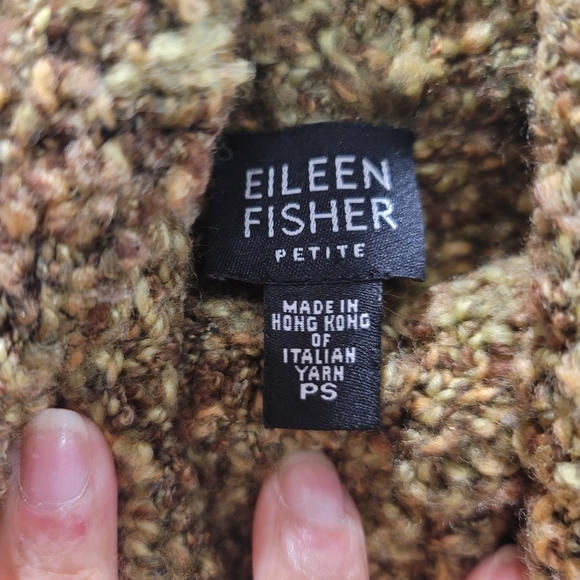 EILEEN
FISHER
PETITE
MADE IN
HONG KONG
OF
ITALIAN
YARN
PS